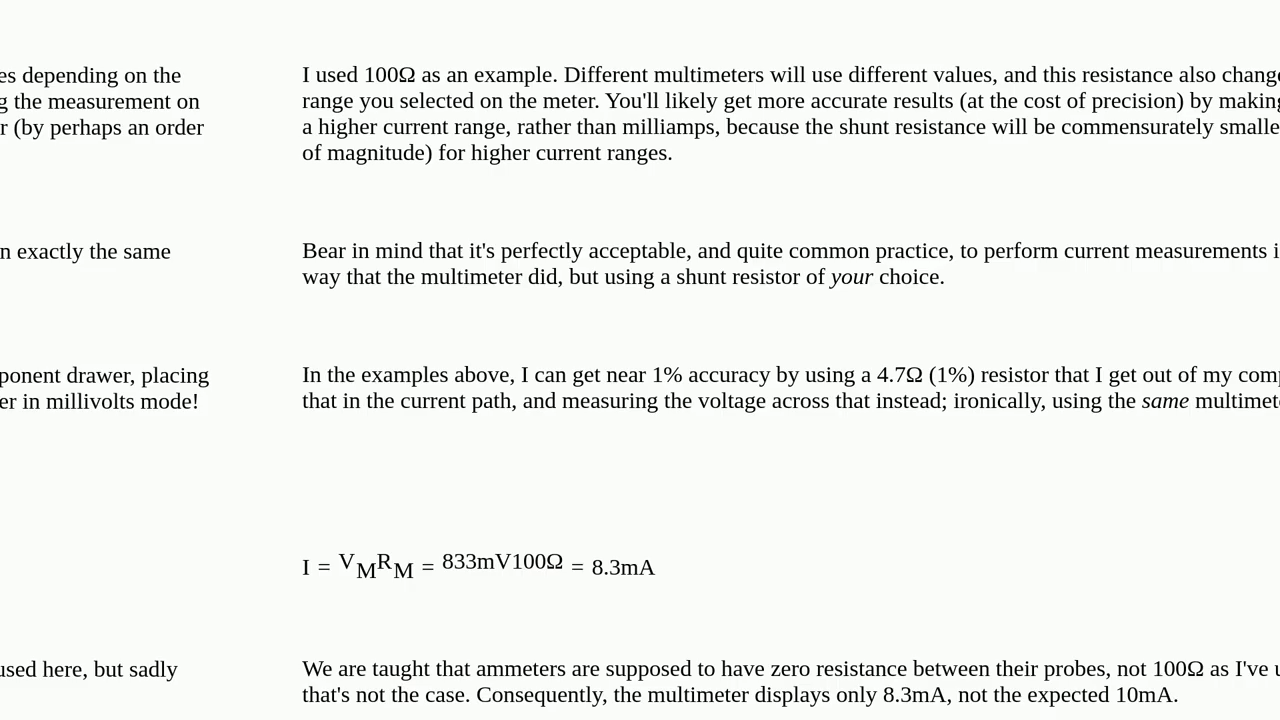 es depending on the
g the measurement on
r (by perhaps an order
I used 100Ω as an example. Different multimeters will use different values, and this resistance also chang
range you selected on the meter. You'll likely get more accurate results (at the cost of precision) by making
a higher current range, rather than milliamps, because the shunt resistance will be commensurately smalle
of magnitude) for higher current ranges.
n exactly the same
Bear in mind that it's perfectly acceptable, and quite common practice, to perform current measurements i
way that the multimeter did, but using a shunt resistor of your choice.
ponent drawer, placing
er in millivolts mode!
In the examples above, I can get near 1% accuracy by using a 4.7Ω (1%) resistor that I get out of my com
that in the current path, and measuring the voltage across that instead; ironically, using the same multimet
I = VMRM = 833mV100Ω = 8.3mA
used here, but sadly
We are taught that ammeters are supposed to have zero resistance between their probes, not 100Ω as I've u
that's not the case. Consequently, the multimeter displays only 8.3mA, not the expected 10mA.